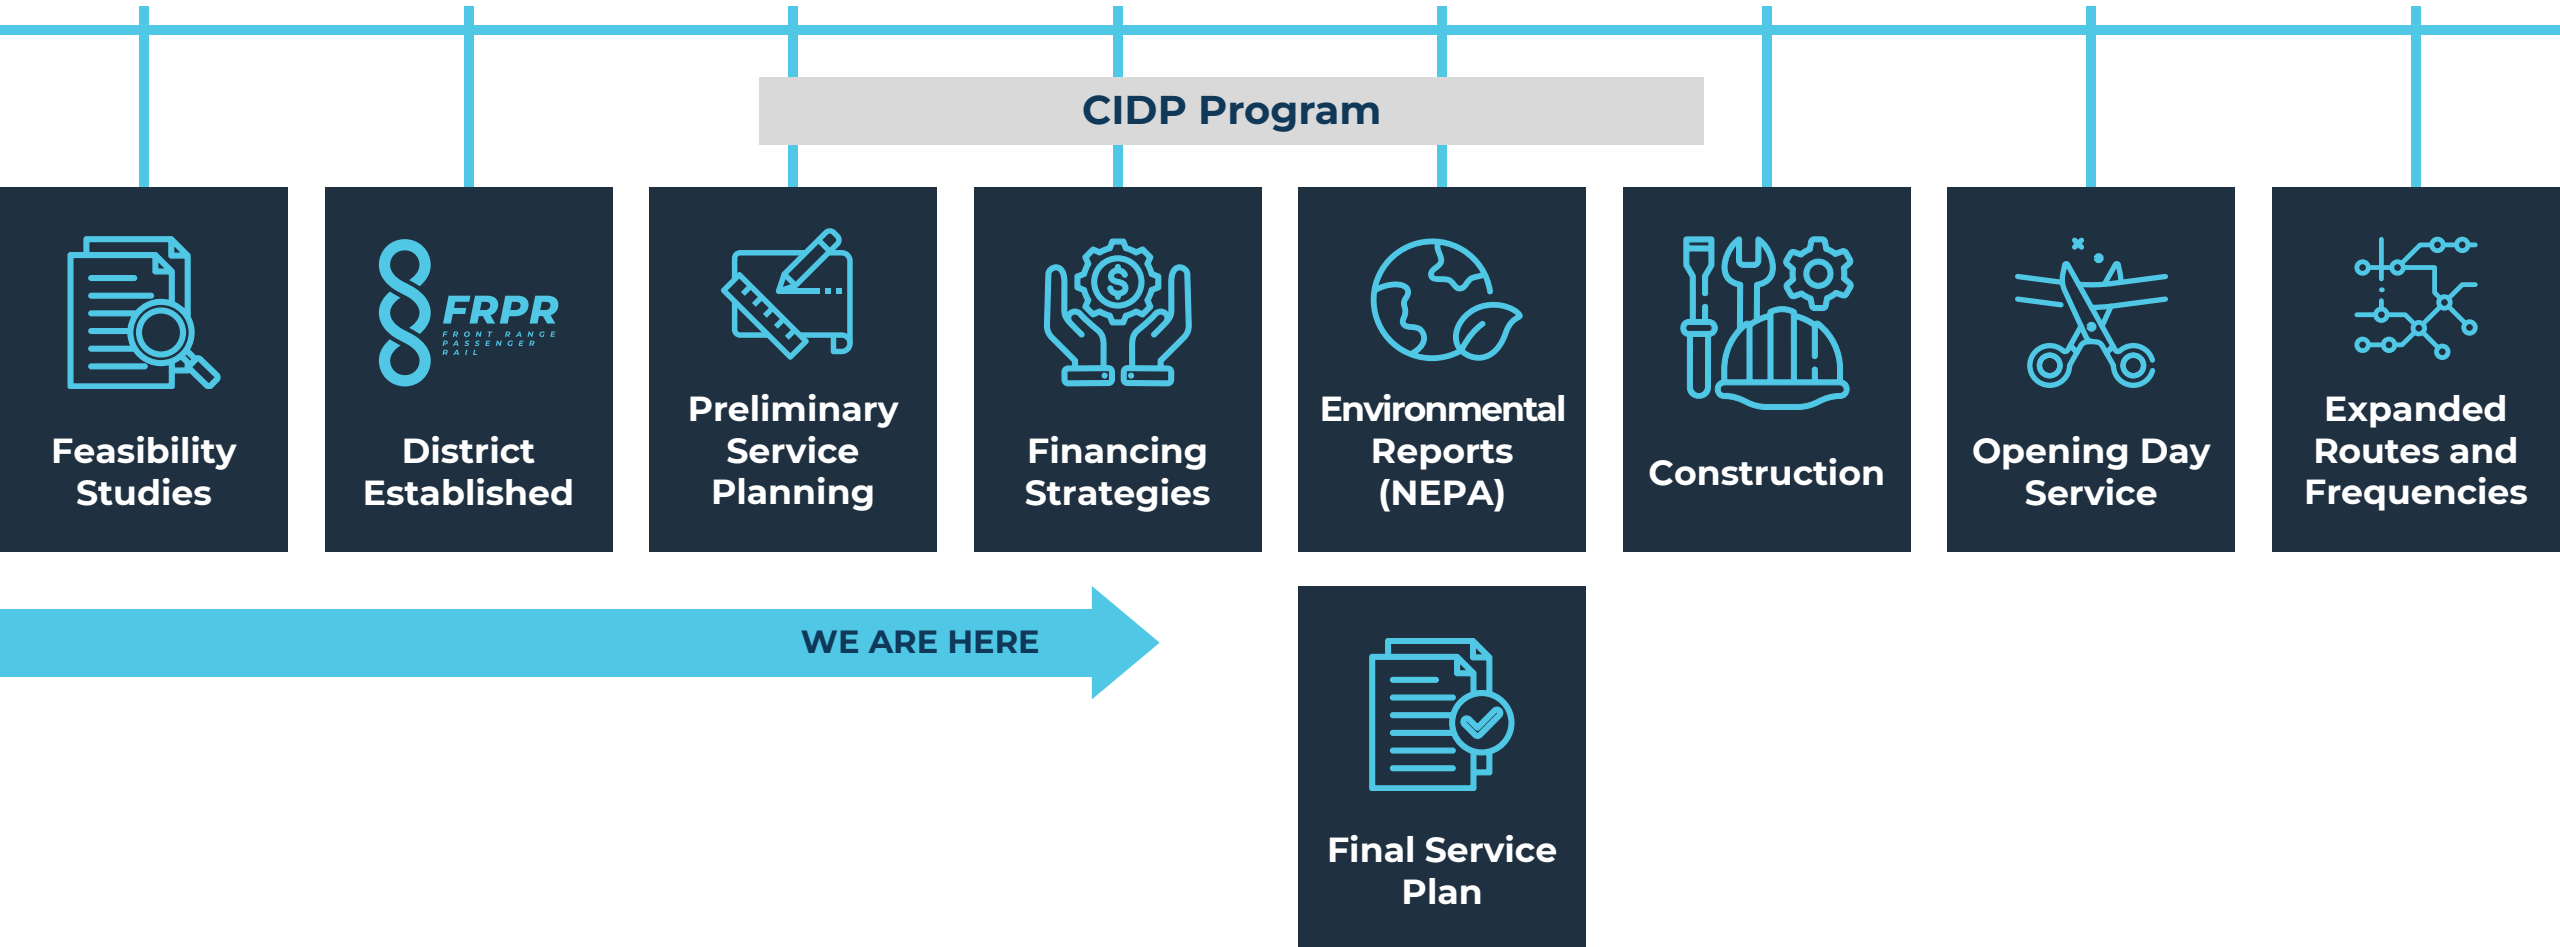 CIDP Program
Feasibility
Studies
FRPR
FRONT RANGE
PASSENGER
RAIL
District
Established
Preliminary
Service
Planning
$
Financing
Strategies
Environmental
Reports
(NEPA)
Construction
Opening Day
Service
Expanded
Routes and
Frequencies
WE ARE HERE
Final Service
Plan